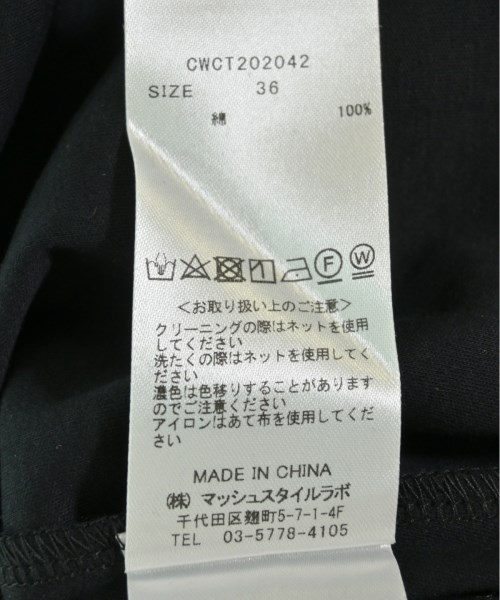 CWCT202042
SIZE 36
綿 100%
F W
＜お取り扱い上のご注意＞
クリーニングの際はネットを使用
してください
洗たくの際はネットを使用してくだ
ださい
濃色は色移りすることがあります
のでご注意ください
アイロンはあて布を使用してくだ
さい
MADE IN CHINA
(株) マッシュスタイルラボ
千代田区麹町5-7-1-4F
TEL 03-5778-4105